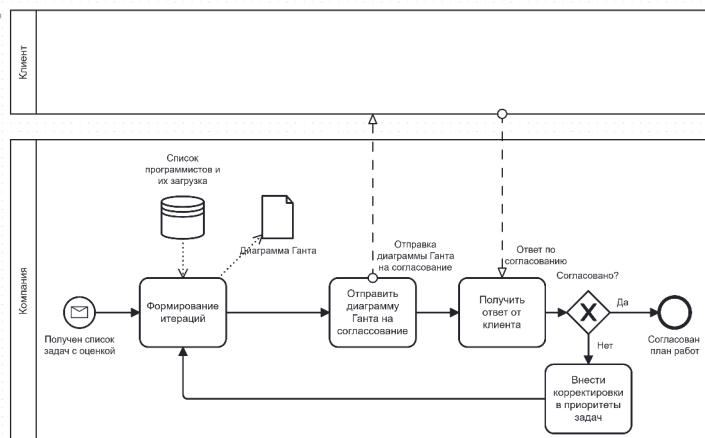 Клиент
Компания
Список
программистов и
их загрузка
Диаграмма Ганта
Отправка
диаграммы Ганта
на согласование
Ответ по
согласованию
Согласовано?
Получен список
задач с оценкой
Формирование
итераций
Отправить
диаграмму
Ганта на
соглассование
Получить
ответ от
клиента
Да
Нет
Согласован
план работ
Внести
корректировки
в приоритеты
задач